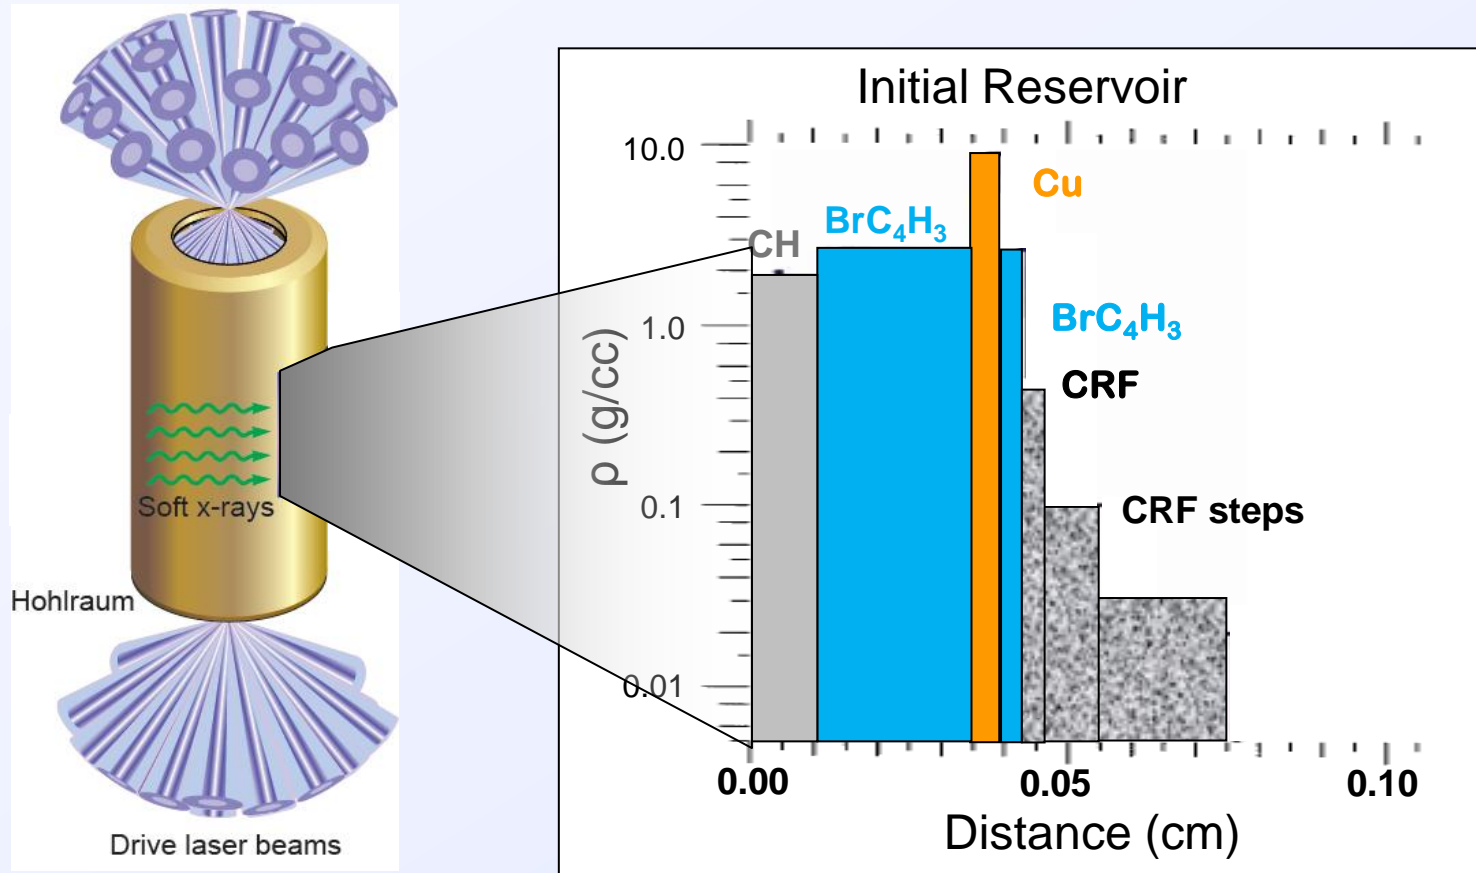 Soft x-rays
Hohlraum
Drive laser beams
Initial Reservoir
10.0
1.0
0.1
0.01
ρ (g/cc)
CH
BrC₄H₃
Cu
BrC₄H₃
CRF
CRF steps
0.00
0.05
0.10
Distance (cm)